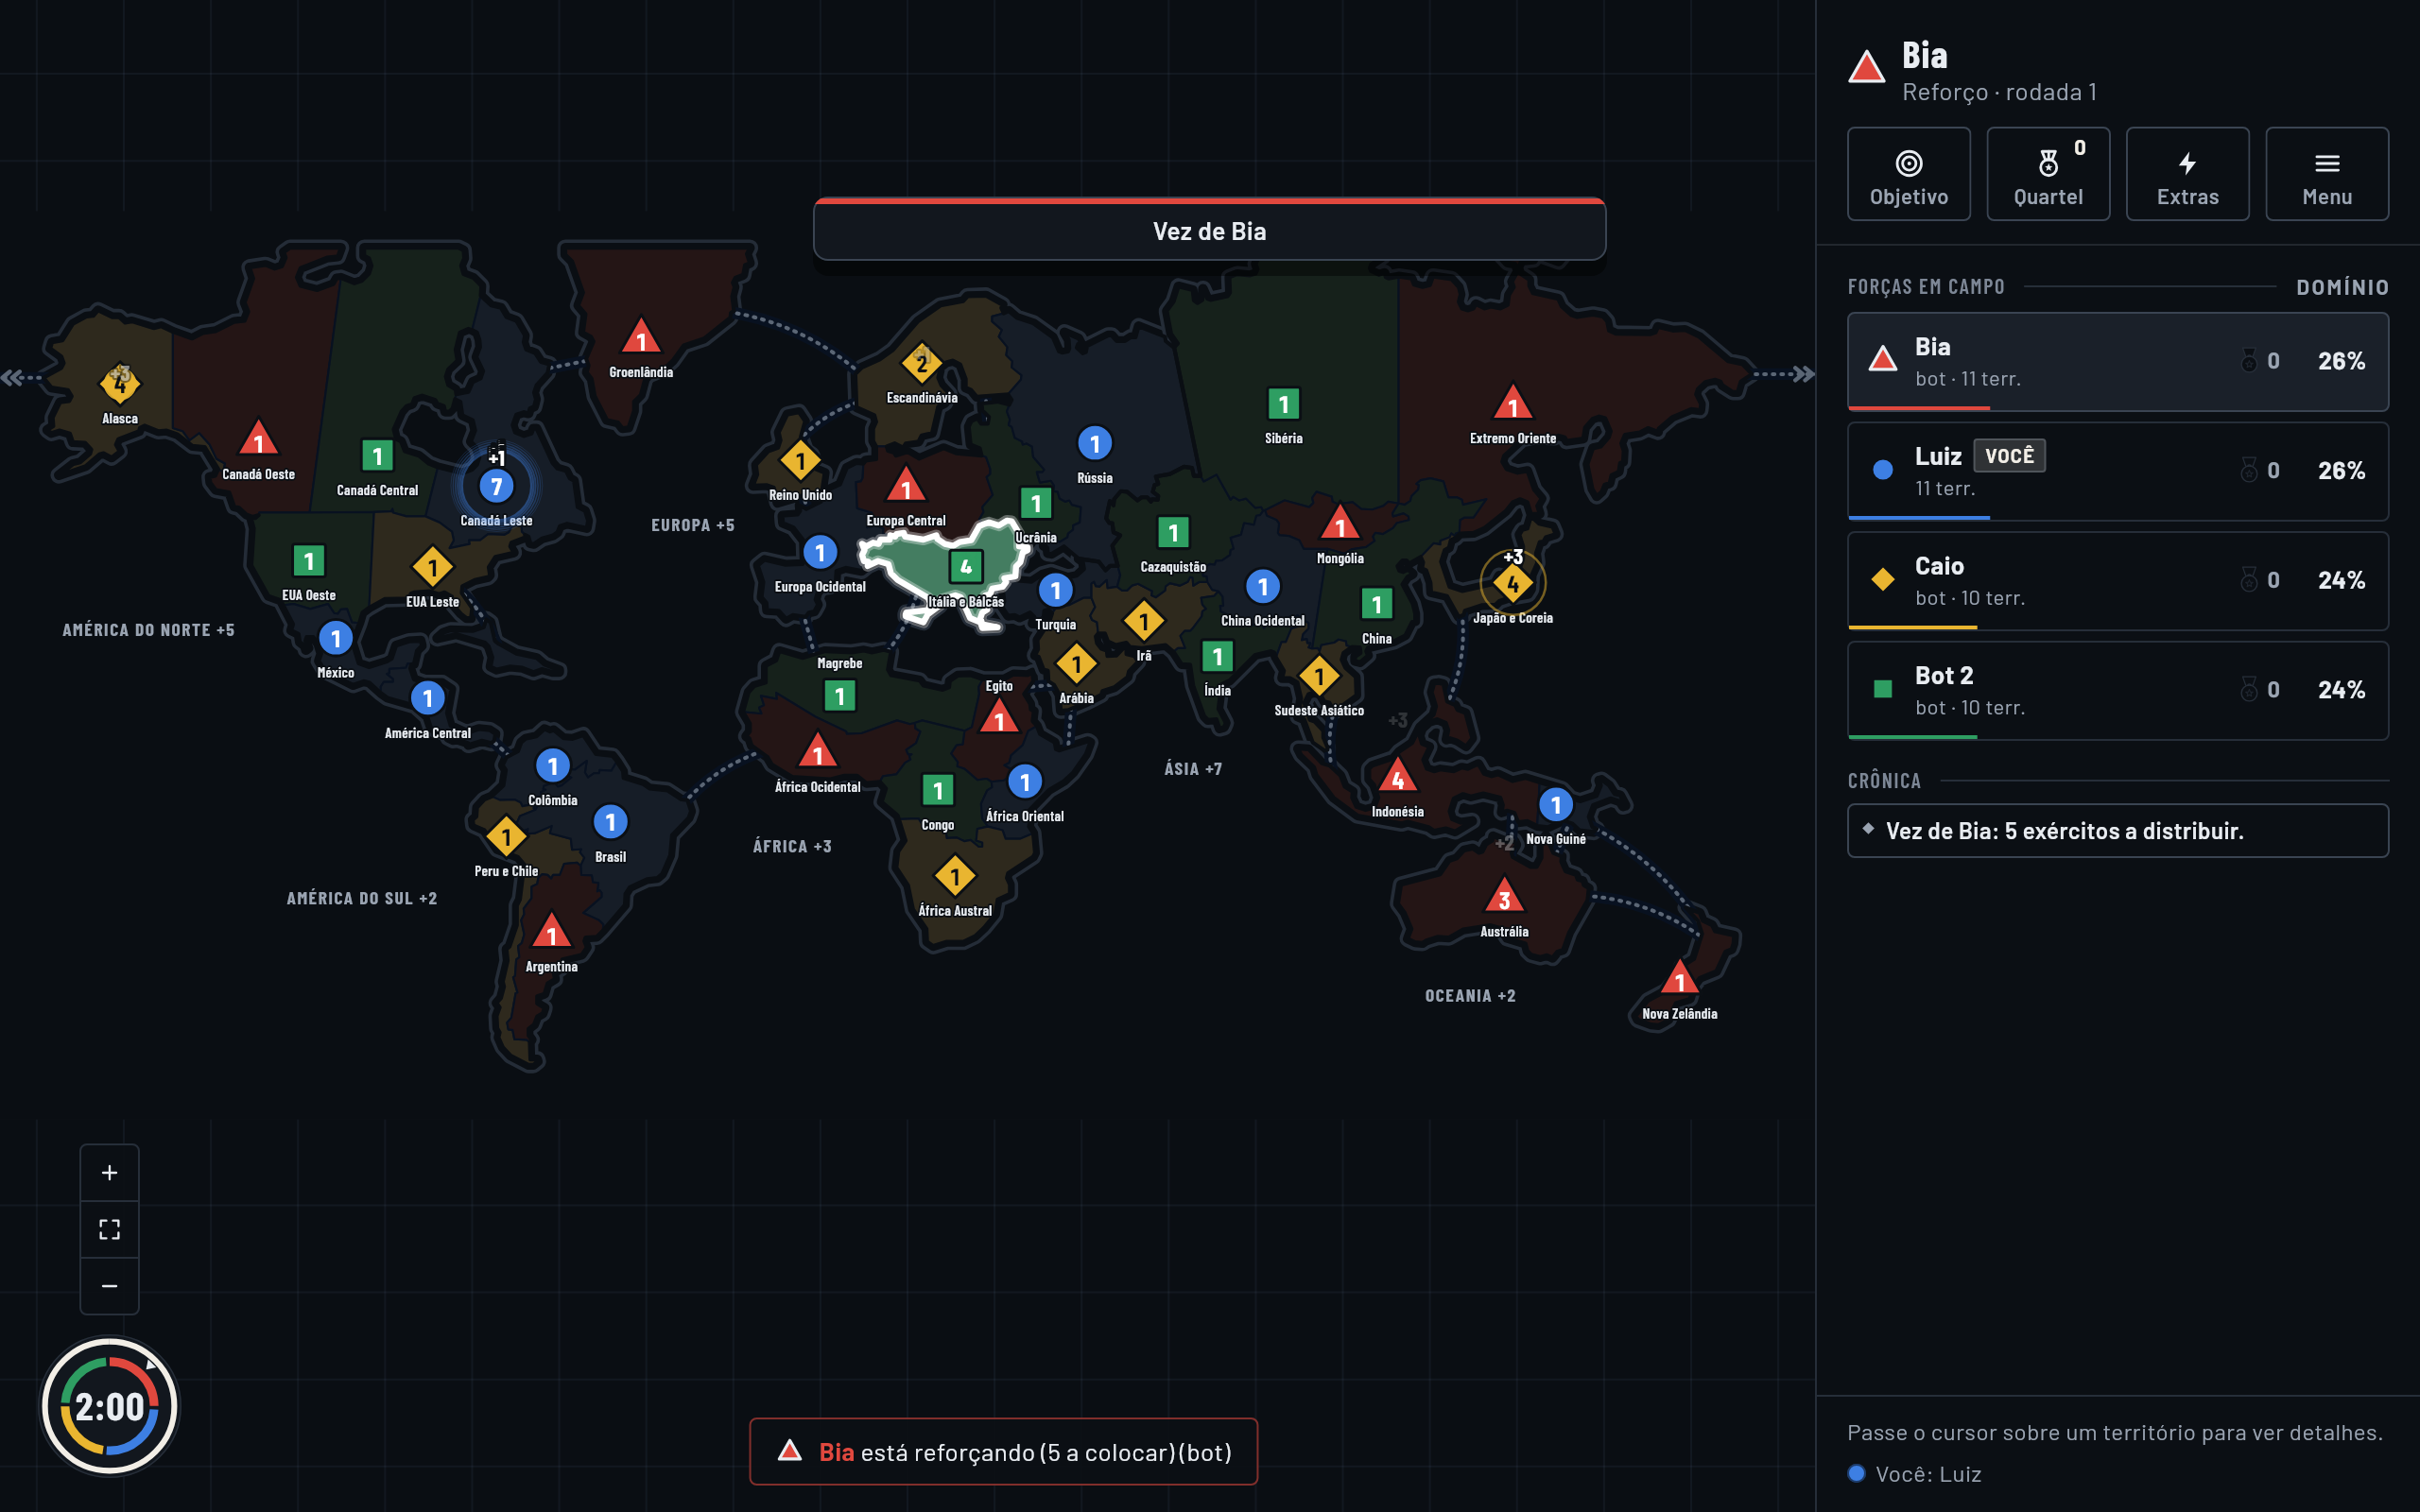 Bia
Reforço · rodada 1
Objetivo
0
Quartel
Extras
Menu
Vez de Bia
FORÇAS EM CAMPO
DOMÍNIO
Bia
bot · 11 terr.
0
26%
Luiz VOCÊ
11 terr.
0
26%
Caio
bot · 10 terr.
0
24%
Bot 2
bot · 10 terr.
0
24%
CRÔNICA
Vez de Bia: 5 exércitos a distribuir.
+3
4
Alasca
1
Canadá Oeste
1
Canadá Central
+1
7
Canadá Leste
1
Groenlândia
1
EUA Oeste
1
EUA Leste
AMÉRICA DO NORTE +5
1
México
1
América Central
1
Colômbia
1
Brasil
1
Peru e Chile
AMÉRICA DO SUL +2
1
Argentina
2
Escandinávia
1
Reino Unido
EUROPA +5
1
Europa Central
1
Ucrânia
1
Rússia
1
Europa Ocidental
4
Itália e Bálcãs
Magrebe
1
Egito
1
1
África Ocidental
1
Congo
1
África Oriental
ÁFRICA +3
1
África Austral
1
Sibéria
1
Extremo Oriente
1
Cazaquistão
1
Mongólia
1
Turquia
1
China Ocidental
1
China
+3
4
Japão e Coreia
1
Arábia
1
Irã
1
Índia
1
Sudeste Asiático
ÁSIA +7
+3
4
Indonésia
1
Nova Guiné
+2
3
Austrália
OCEANIA +2
1
Nova Zelândia
+
−
2:00
Bia está reforçando (5 a colocar) (bot)
Passe o cursor sobre um território para ver detalhes.
Você: Luiz